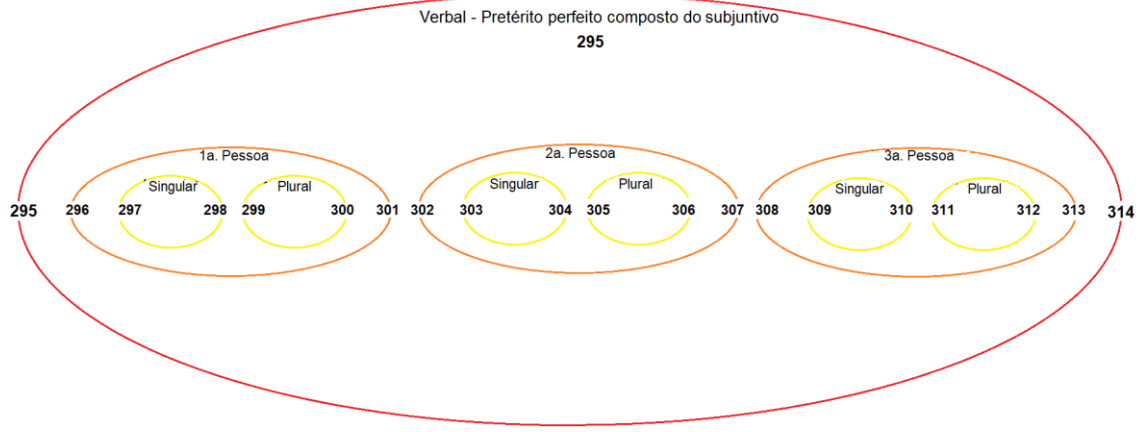 Verbal - Pretérito perfeito composto do subjuntivo
295
1a. Pessoa 2a. Pessoa 3a. Pessoa
Singular Plural Singular Plural Singular Plural
295 296 297 298 299 300 301 302 303 304 305 306 307 308 309 310 311 312 313 314